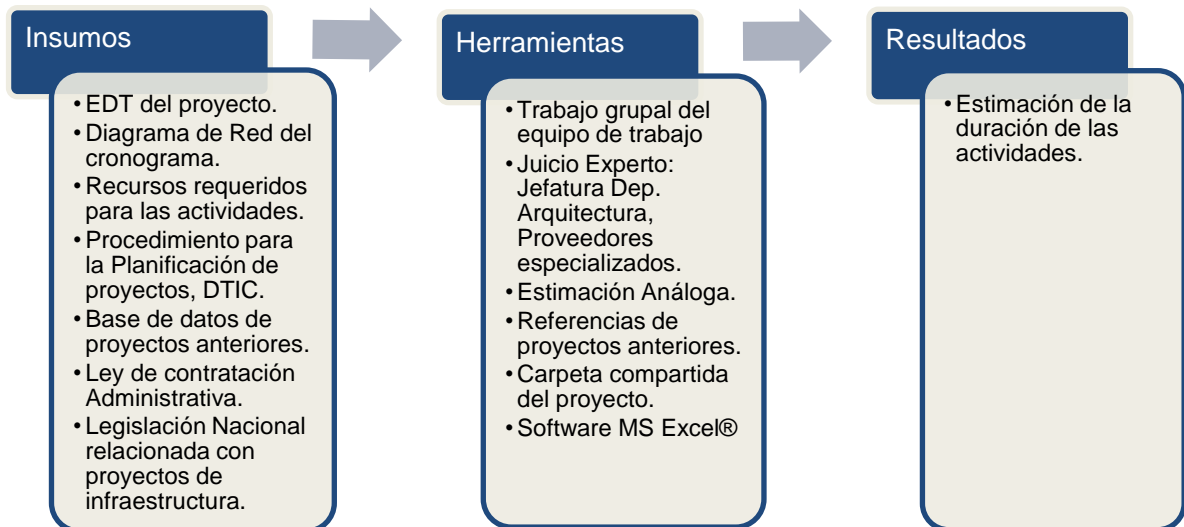 Insumos
• EDT del proyecto.
• Diagrama de Red del
cronograma.
• Recursos requeridos
para las actividades.
• Procedimiento para
la Planificación de
proyectos, DTIC.
• Base de datos de
proyectos anteriores.
• Ley de contratación
Administrativa.
• Legislación Nacional
relacionada con
proyectos de
infraestructura.
Herramientas
• Trabajo grupal del
equipo de trabajo
• Juicio Experto:
Jefatura Dep.
Arquitectura,
Proveedores
especializados.
• Estimación Análoga.
• Referencias de
proyectos anteriores.
• Carpeta compartida
del proyecto.
• Software MS Excel®
Resultados
• Estimación de la
duración de las
actividades.